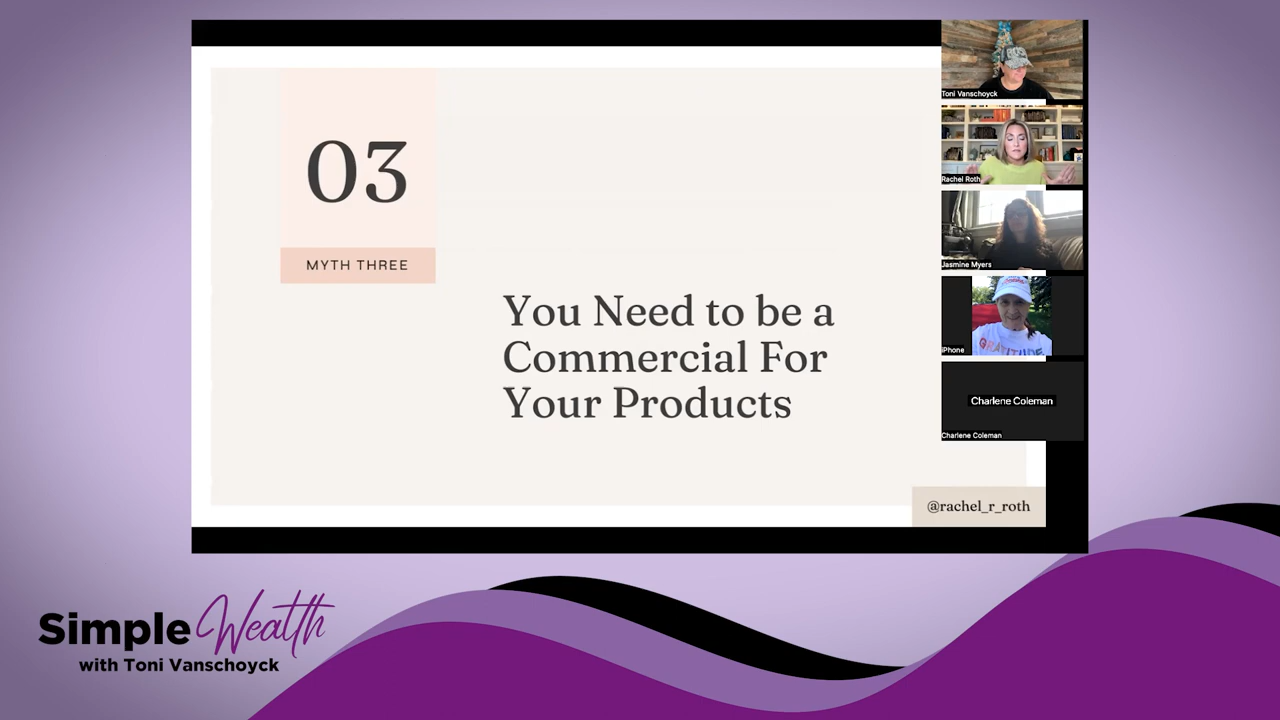 03
MYTH THREE
You Need to be a
Commercial For
Your Products
@rachel_r_roth
Toni Vanschoyck
Rachel Roth
Jasmine Myers
iPhone
GRATITUDE
Charlene Coleman
Charlene Coleman
Simple Wealth
with Toni Vanschoyck